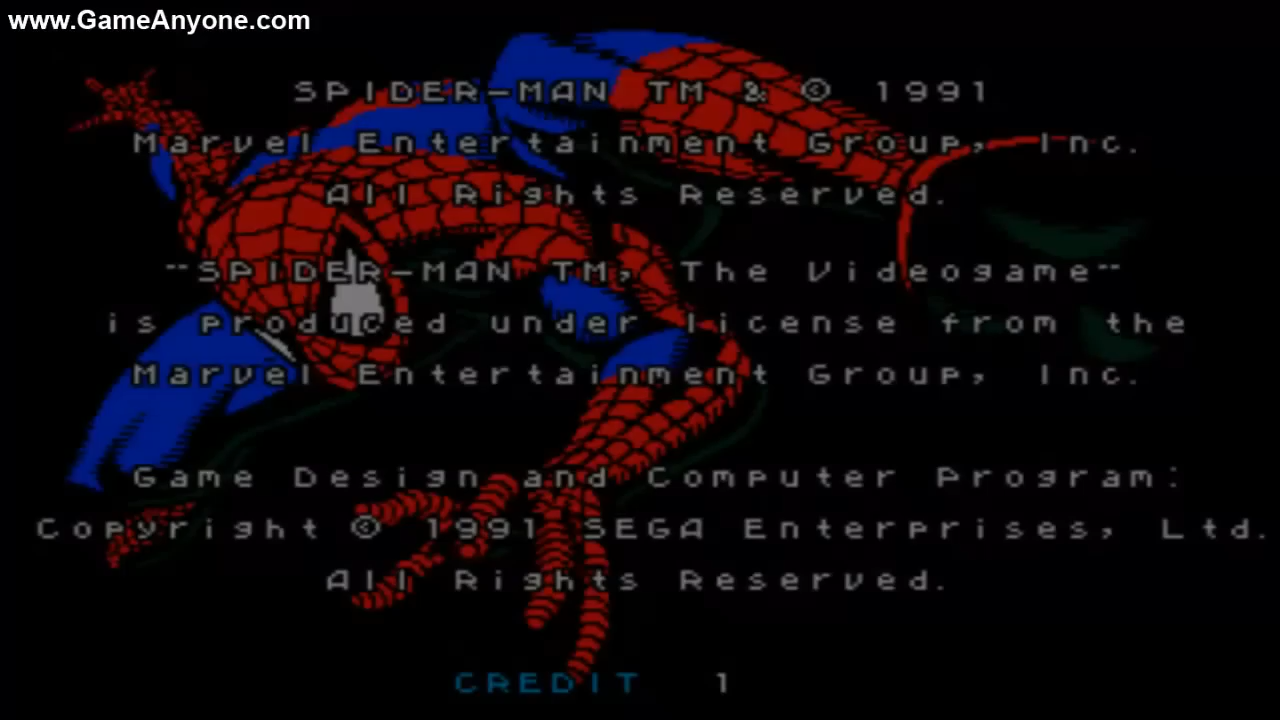 www.GameAnyone.com
SPIDER-MAN TM & © 1991
Marvel Entertainment Group, Inc.
All Rights Reserved.
"SPIDER-MAN TM, The Videogame"
is produced under license from the
Marvel Entertainment Group, Inc.
Game Design and Computer Program:
Copyright © 1991 SEGA Enterprises, Ltd.
All Rights Reserved.
CREDIT 1